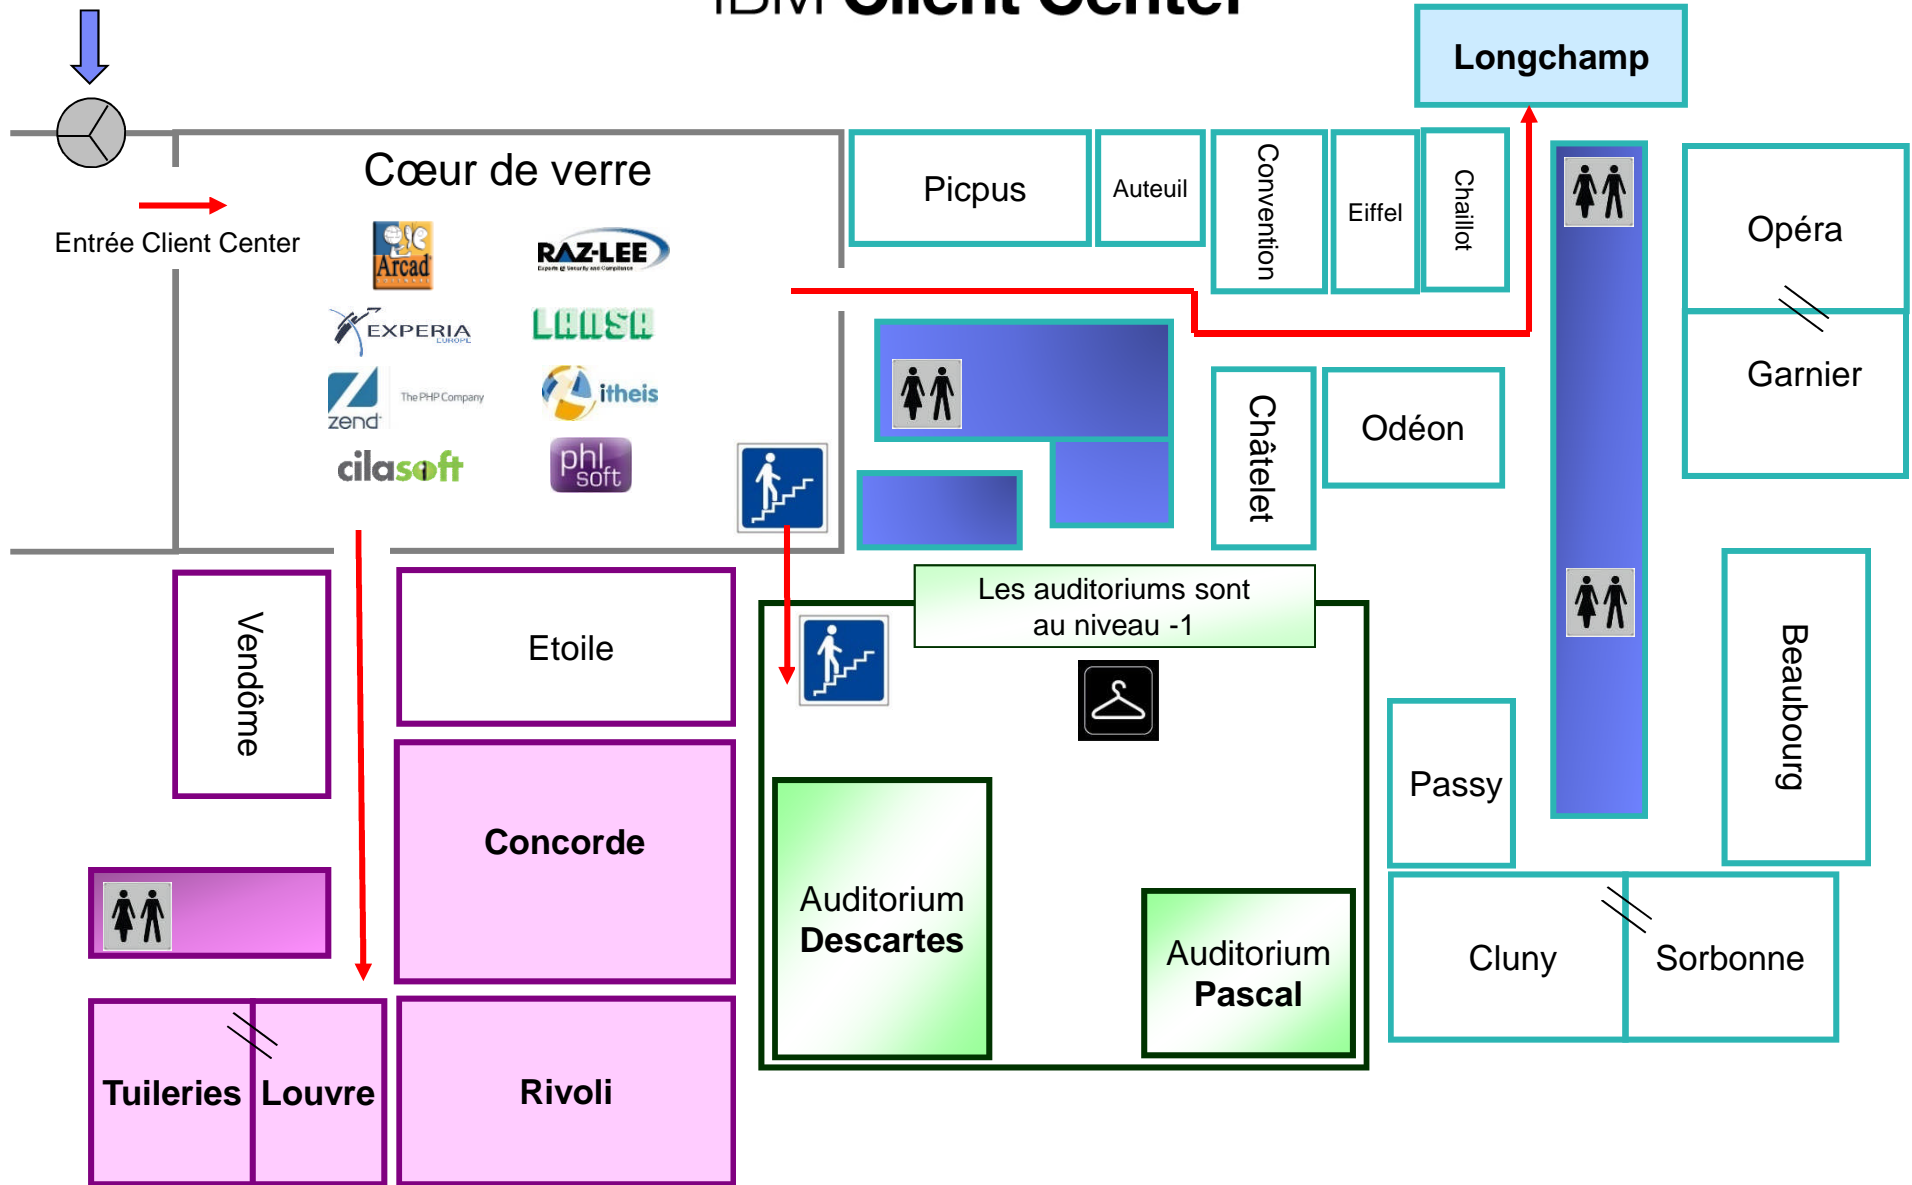 IBM Client Center
Longchamp
Cœur de verre
Entrée Client Center
Arcad
RAZ-LEE
EXPERIA
EUROPE
LANSA
zend
The PHP Company
itheis
cilasoft
phl
soft
Picpus
Auteuil
Convention
Eiffel
Chaillot
Opéra
Garnier
Châtelet
Odéon
Vendôme
Etoile
Les auditoriums sont
au niveau -1
Beaubourg
Passy
Concorde
Auditorium
Descartes
Auditorium
Pascal
Cluny
Sorbonne
Tuileries
Louvre
Rivoli